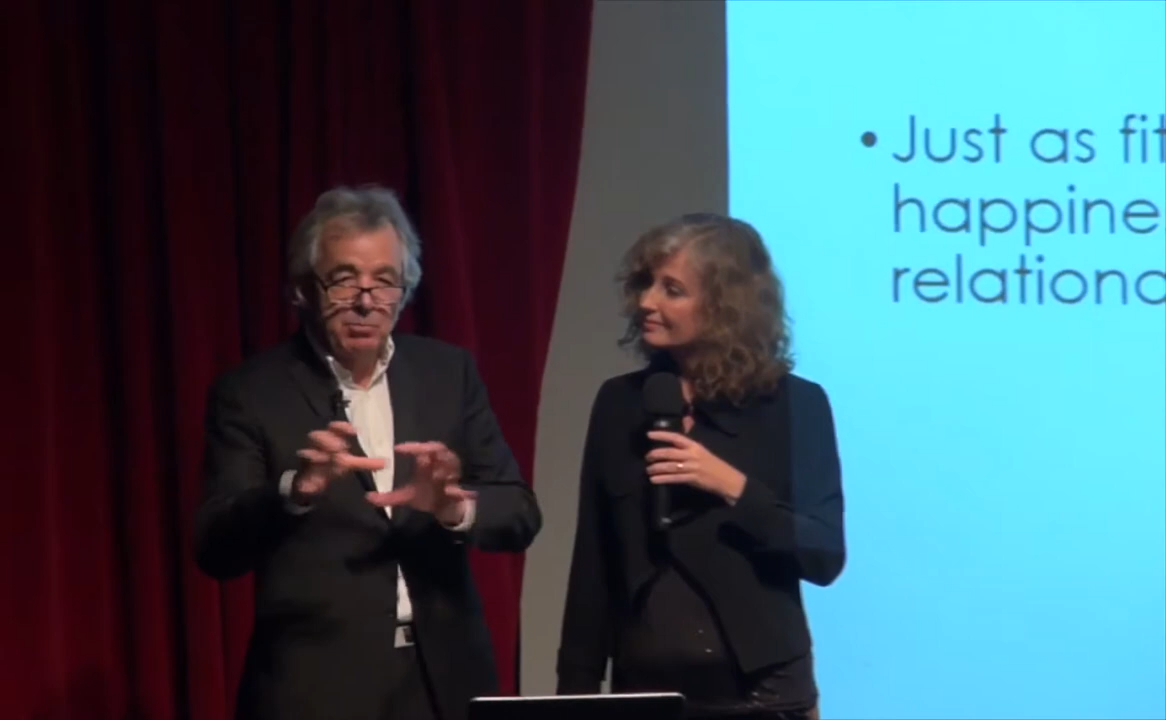 • Just as fit
happine
relationa